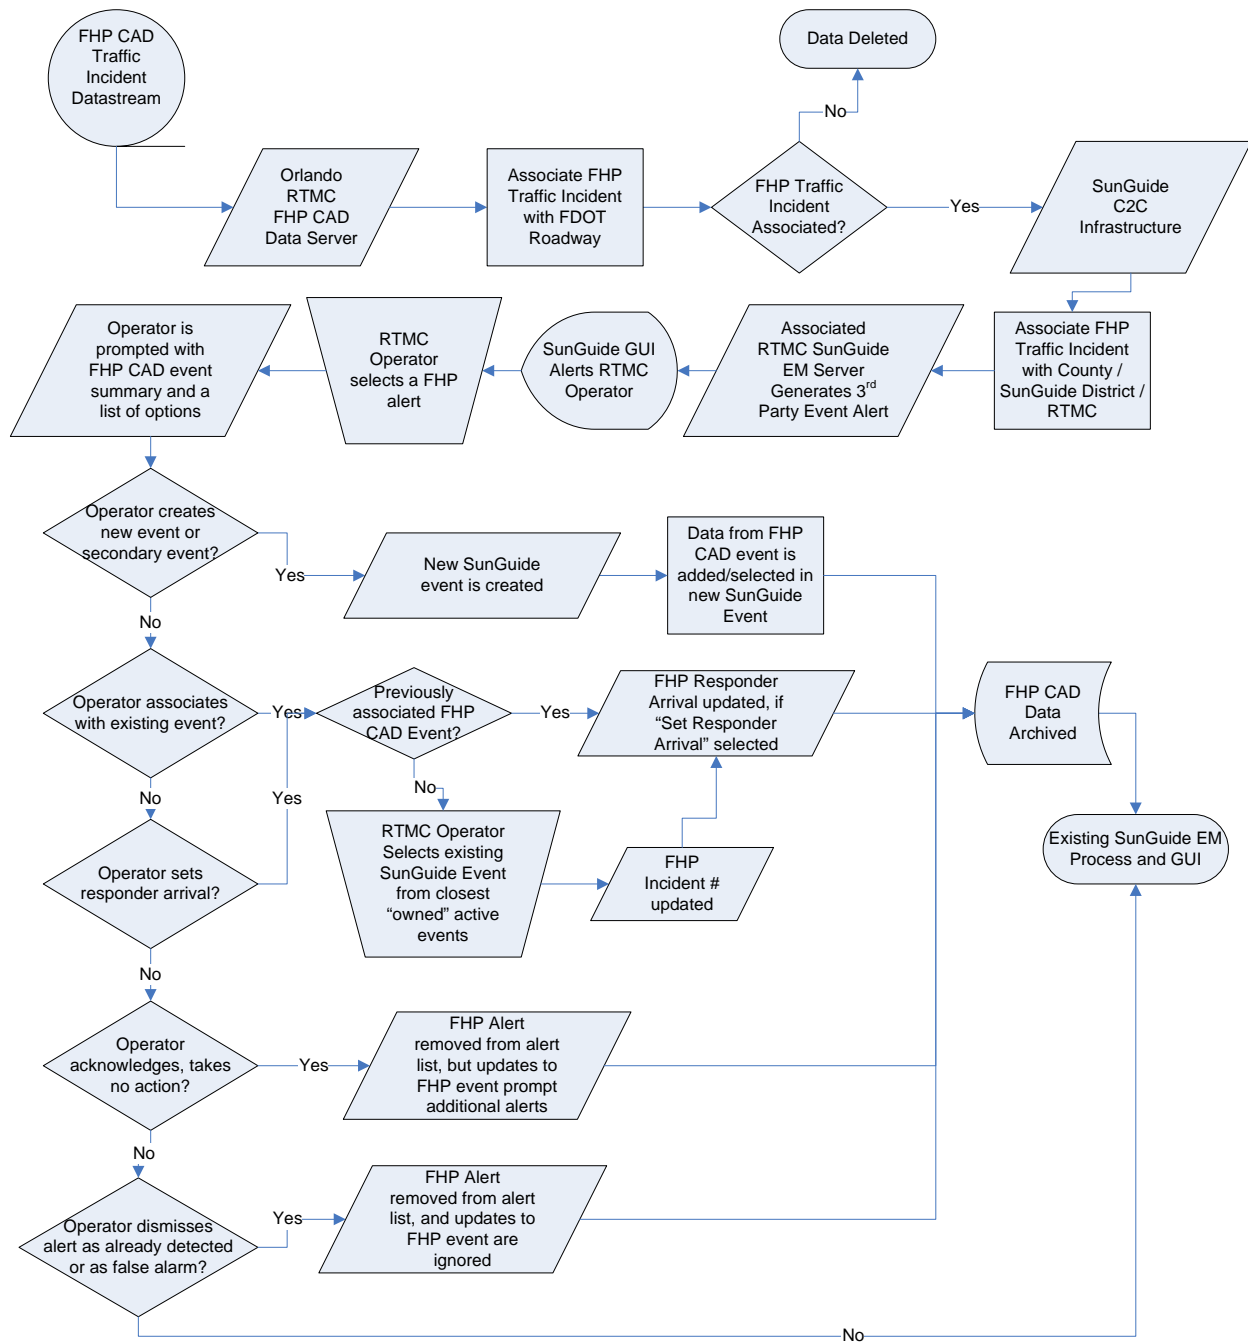 FHP CAD
Traffic
Incident
Datastream
Data Deleted
No
Orlando
RTMC
FHP CAD
Data Server
Associate FHP
Traffic Incident
with FDOT
Roadway
FHP Traffic
Incident
Associated?
Yes
SunGuide
C2C
Infrastructure
Operator is
prompted with
FHP CAD event
summary and a
list of options
RTMC
Operator
selects a FHP
alert
SunGuide GUI
Alerts RTMC
Operator
Associated
RTMC SunGuide
EM Server
Generates 3rd
Party Event Alert
Associate FHP
Traffic Incident
with County /
SunGuide District /
RTMC
Operator creates
new event or
secondary event?
Yes
New SunGuide
event is created
Data from FHP
CAD event is
added/selected in
new SunGuide
Event
No
Operator associates
with existing event?
Yes
Previously
associated FHP
CAD Event?
Yes
FHP Responder
Arrival updated, if
“Set Responder
Arrival” selected
FHP CAD
Data
Archived
No
Yes
No
Operator sets
responder arrival?
RTMC Operator
Selects existing
SunGuide Event
from closest
“owned” active
events
FHP
Incident #
updated
Existing SunGuide EM
Process and GUI
No
Operator
acknowledges, takes
no action?
Yes
FHP Alert
removed from alert
list, but updates to
FHP event prompt
additional alerts
No
Operator dismisses
alert as already detected
or as false alarm?
Yes
FHP Alert
removed from alert
list, and updates to
FHP event are
ignored
No